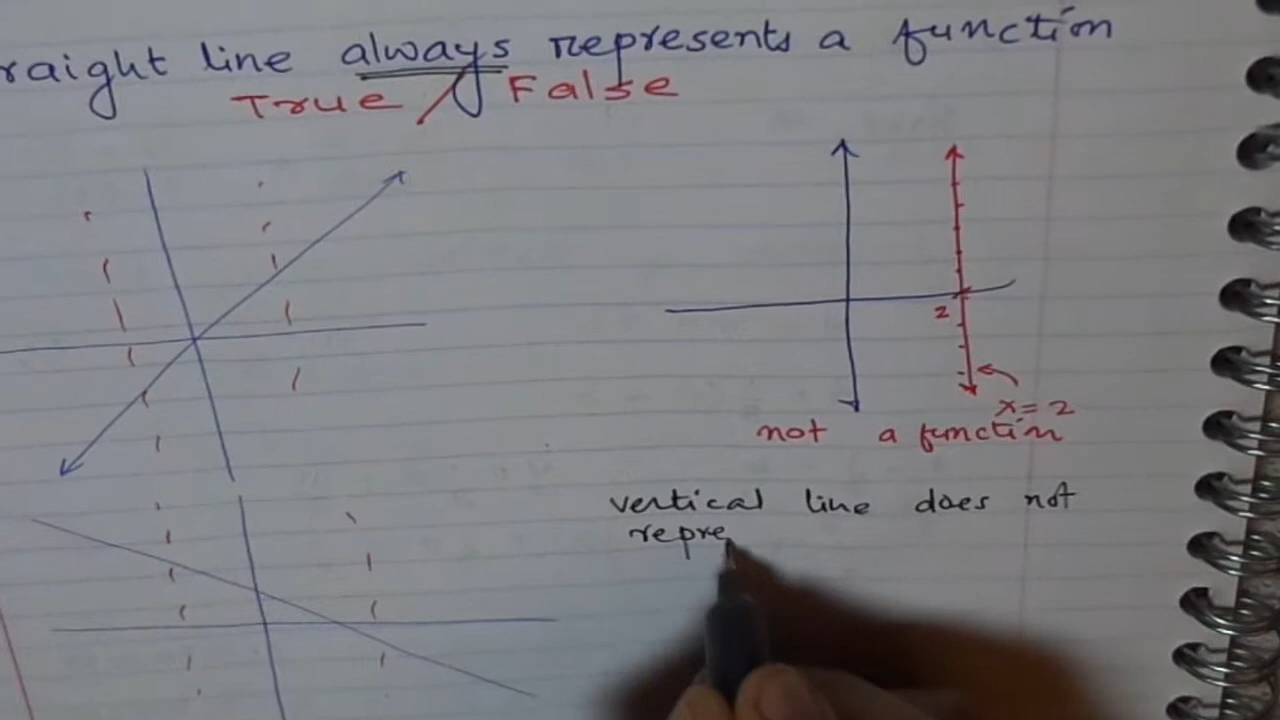 raight line always represents a function
True / False
2
x = 2
not a function
vertical line does not
repre